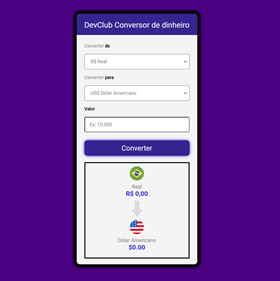 DevClub Conversor de dinheiro
Converter de
R$ Real
Converter para
US$ Dólar Americano
Valor
Ex: 10.000
Converter
Real
R$ 0,00
Dólar Americano
$0.00